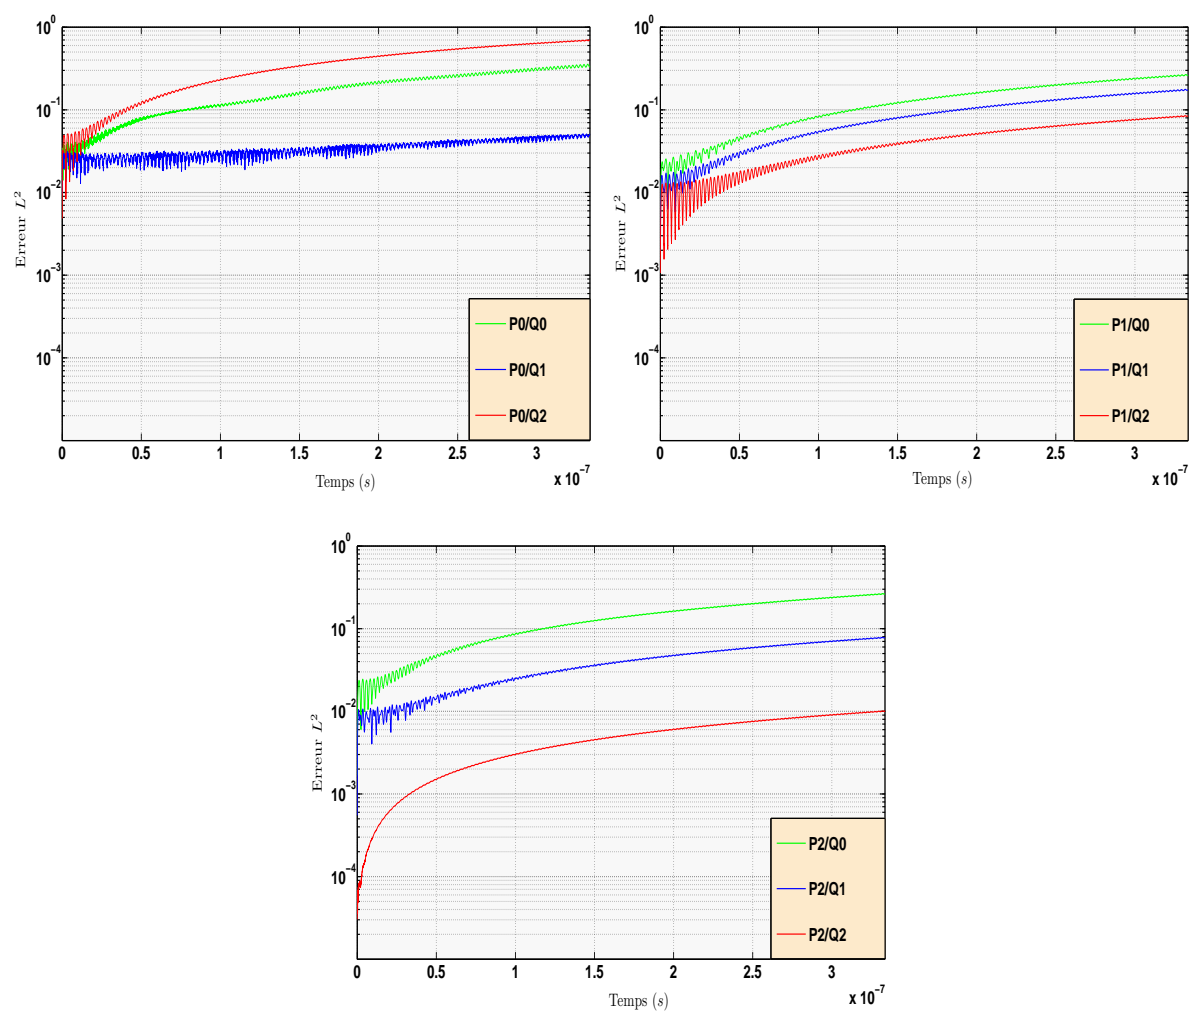 10^0
10^-1
10^-2
10^-3
10^-4
Erreur L^2
0 0.5 1 1.5 2 2.5 3
x 10^-7
Temps (s)
P0/Q0
P0/Q1
P0/Q2
10^0
10^-1
10^-2
10^-3
10^-4
Erreur L^2
0 0.5 1 1.5 2 2.5 3
x 10^-7
Temps (s)
P1/Q0
P1/Q1
P1/Q2
10^0
10^-1
10^-2
10^-3
10^-4
Erreur L^2
0 0.5 1 1.5 2 2.5 3
x 10^-7
Temps (s)
P2/Q0
P2/Q1
P2/Q2